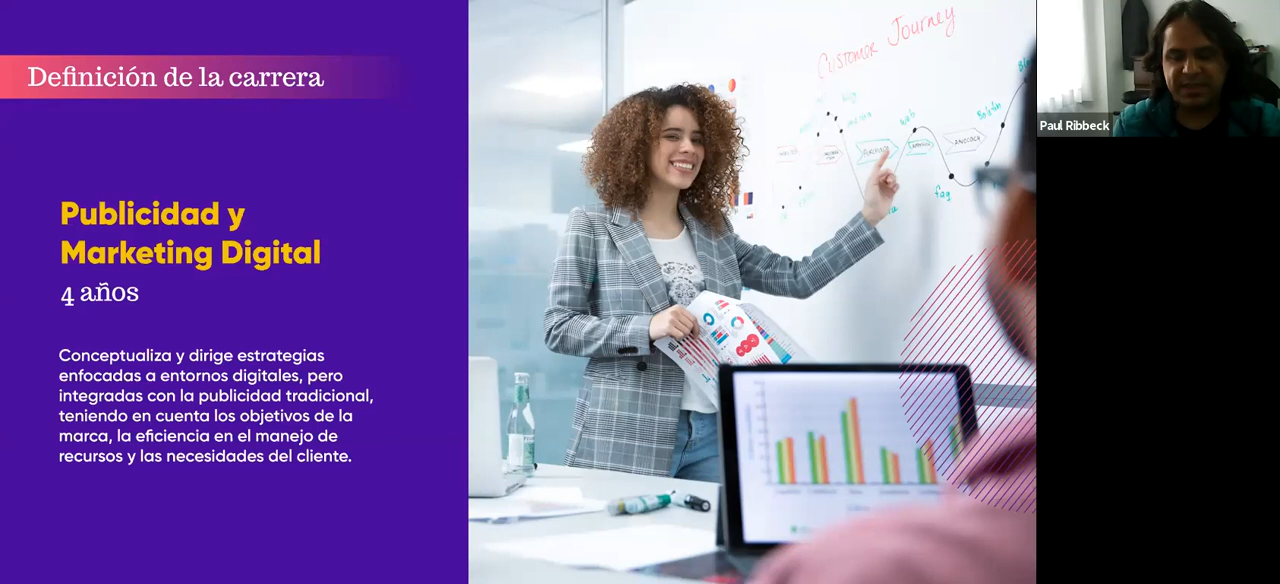 Definición de la carrera
Publicidad y
Marketing Digital
4 años
Conceptualiza y dirige estrategias
enfocadas a entornos digitales, pero
integradas con la publicidad tradicional,
teniendo en cuenta los objetivos de la
marca, la eficiencia en el manejo de
recursos y las necesidades del cliente.
Customer Journey
web
faq
Paul Ribbeck